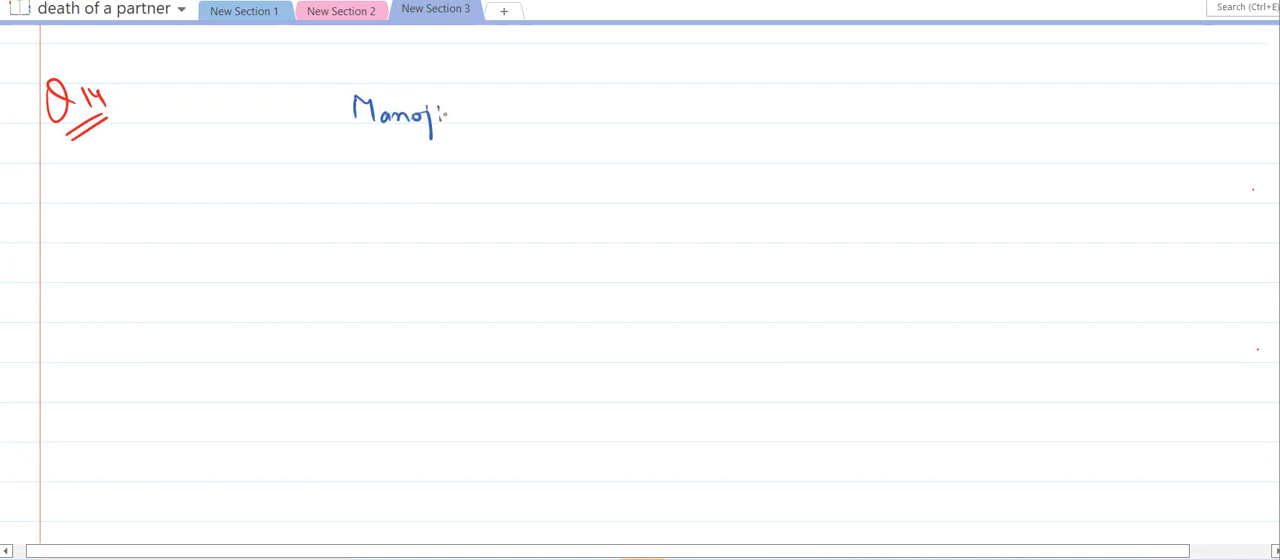 death of a partner New Section 1 New Section 2 New Section 3 + Search (Ctrl+E)
Q 14 Manoj